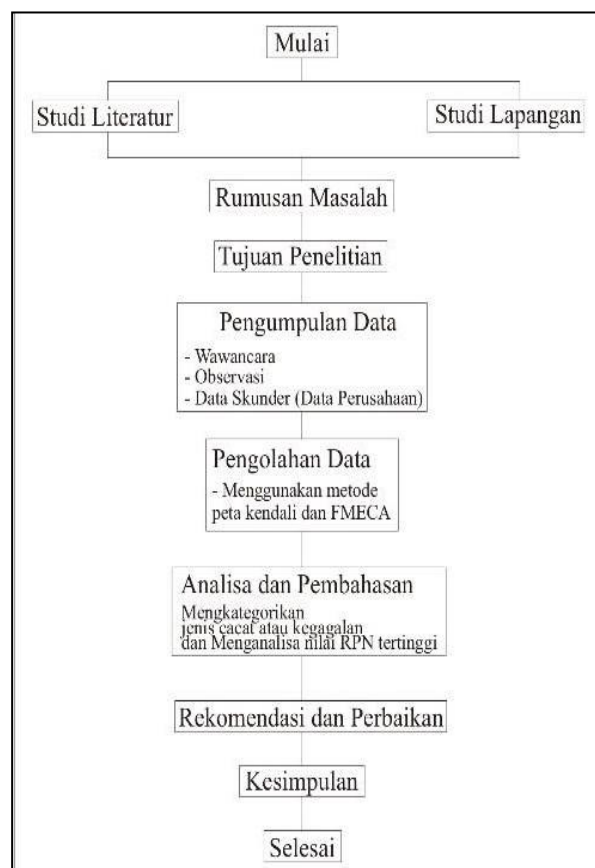 Mulai
Studi Literatur
Studi Lapangan
Rumusan Masalah
Tujuan Penelitian
Pengumpulan Data
- Wawancara
- Observasi
- Data Skunder (Data Perusahaan)
Pengolahan Data
- Menggunakan metode
peta kendali dan FMECA
Analisa dan Pembahasan
Mengkategorikan
jenis cacat atau kegagalan
dan Menganalisa nilai RPN tertinggi
Rekomendasi dan Perbaikan
Kesimpulan
Selesai